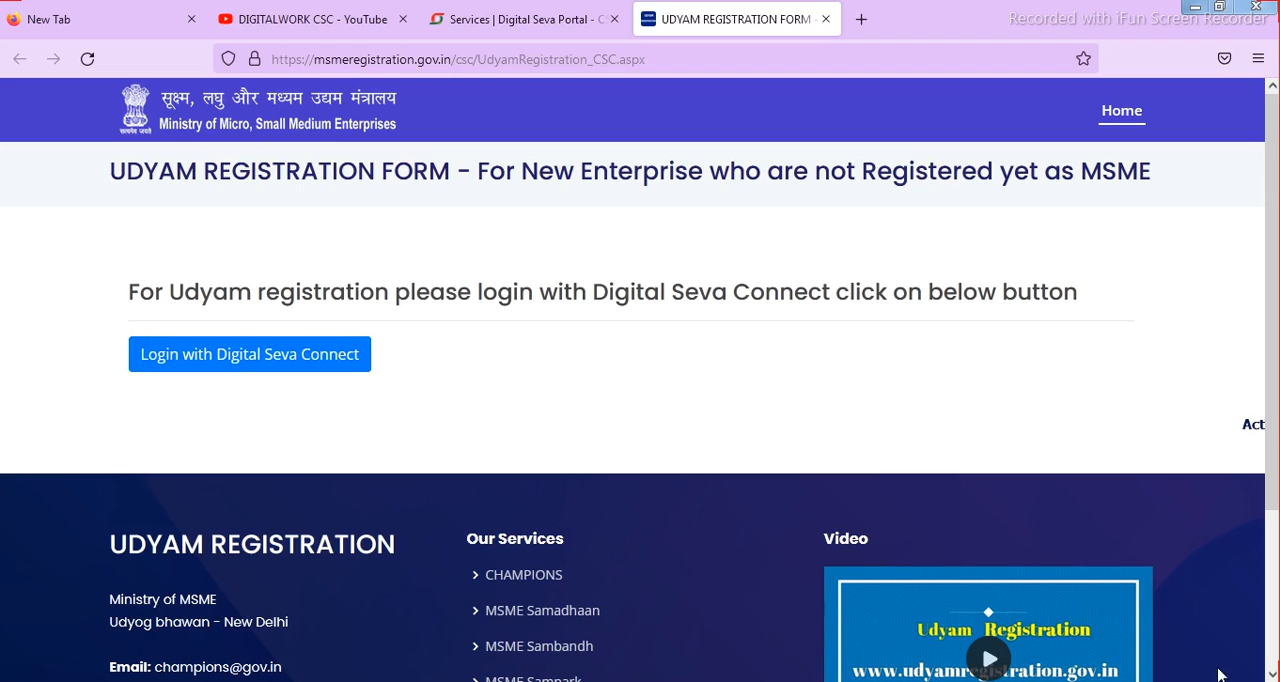 New Tab
DIGITALWORK CSC - YouTube
Services | Digital Seva Portal - C
UDYAM REGISTRATION FORM -
Recorded with iFun Screen Recorder
https://msmeregistration.gov.in/csc/UdyamRegistration_CSC.aspx
सूक्ष्म, लघु और मध्यम उद्यम मंत्रालय
सत्यमेव जयते
Ministry of Micro, Small Medium Enterprises
Home
UDYAM REGISTRATION FORM - For New Enterprise who are not Registered yet as MSME
For Udyam registration please login with Digital Seva Connect click on below button
Login with Digital Seva Connect
Act
UDYAM REGISTRATION
Ministry of MSME
Udyog bhawan - New Delhi
Email: champions@gov.in
Our Services
CHAMPIONS
MSME Samadhaan
MSME Sambandh
MSME Sampark
Video
Udyam Registration
www.udyamregistration.gov.in